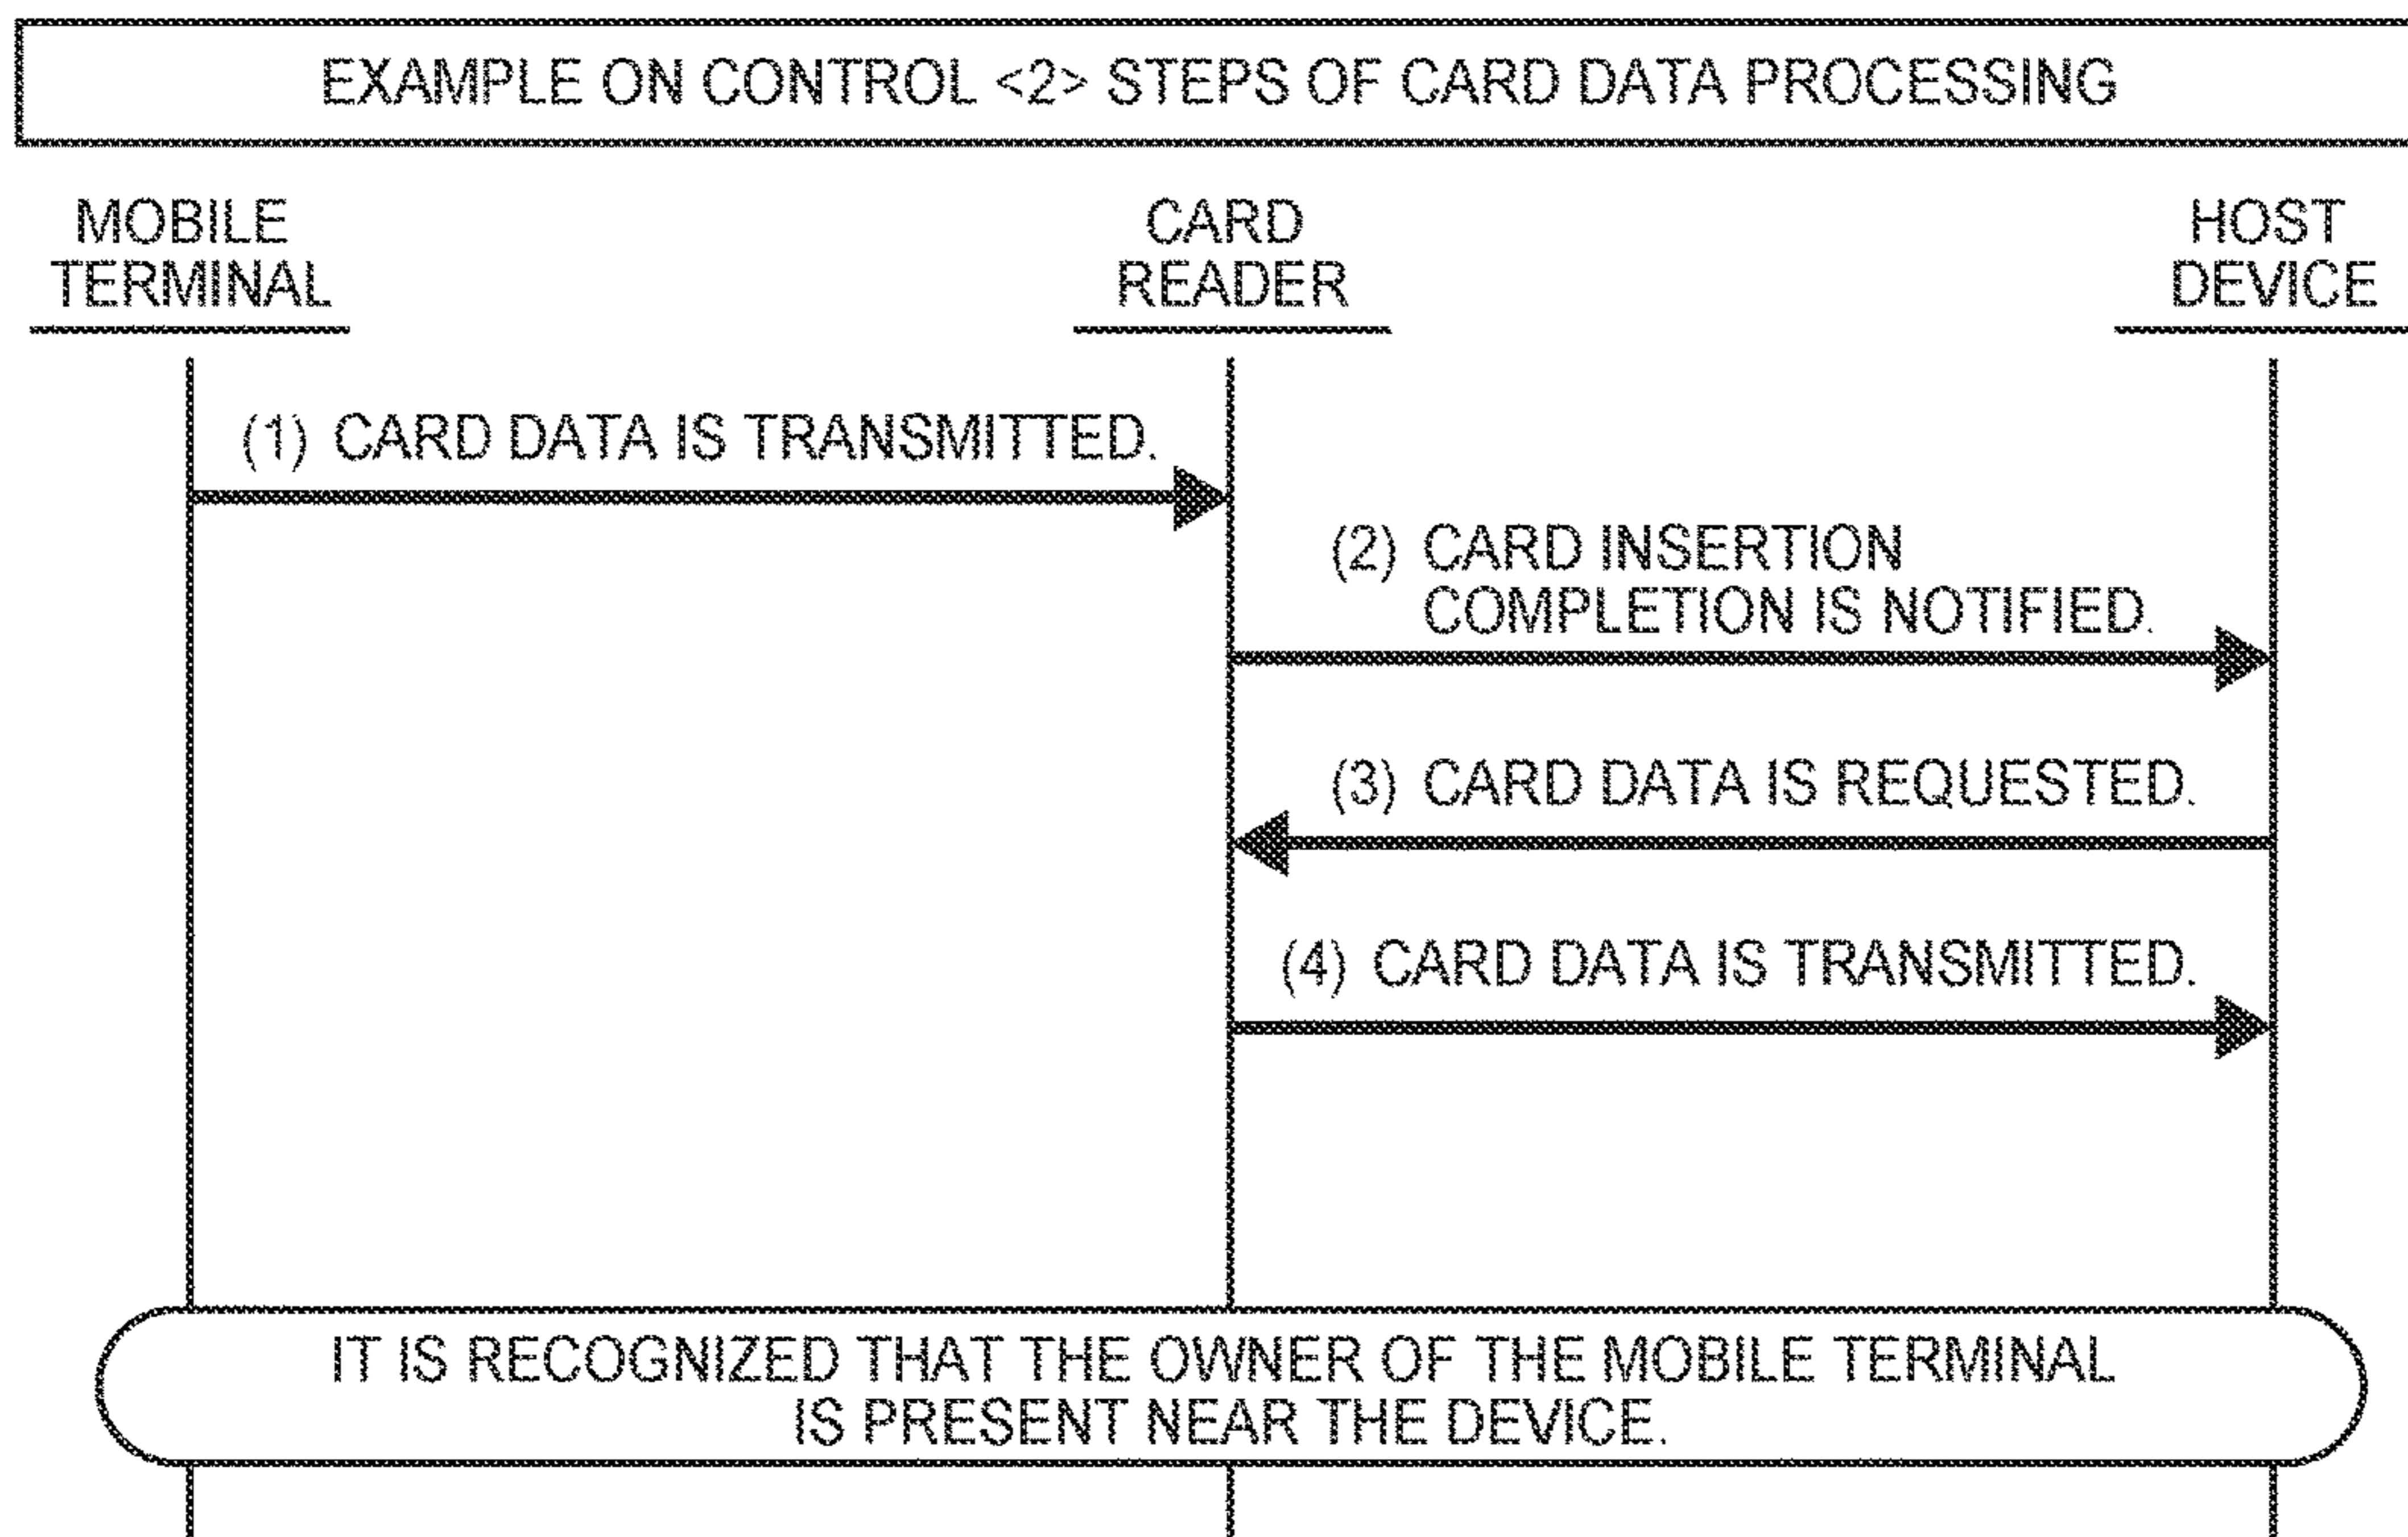 EXAMPLE ON CONTROL <2> STEPS OF CARD DATA PROCESSING
MOBILE
TERMINAL
CARD
READER
HOST
DEVICE
(1) CARD DATA IS TRANSMITTED.
(2) CARD INSERTION
COMPLETION IS NOTIFIED.
(3) CARD DATA IS REQUESTED.
(4) CARD DATA IS TRANSMITTED.
IT IS RECOGNIZED THAT THE OWNER OF THE MOBILE TERMINAL
IS PRESENT NEAR THE DEVICE.